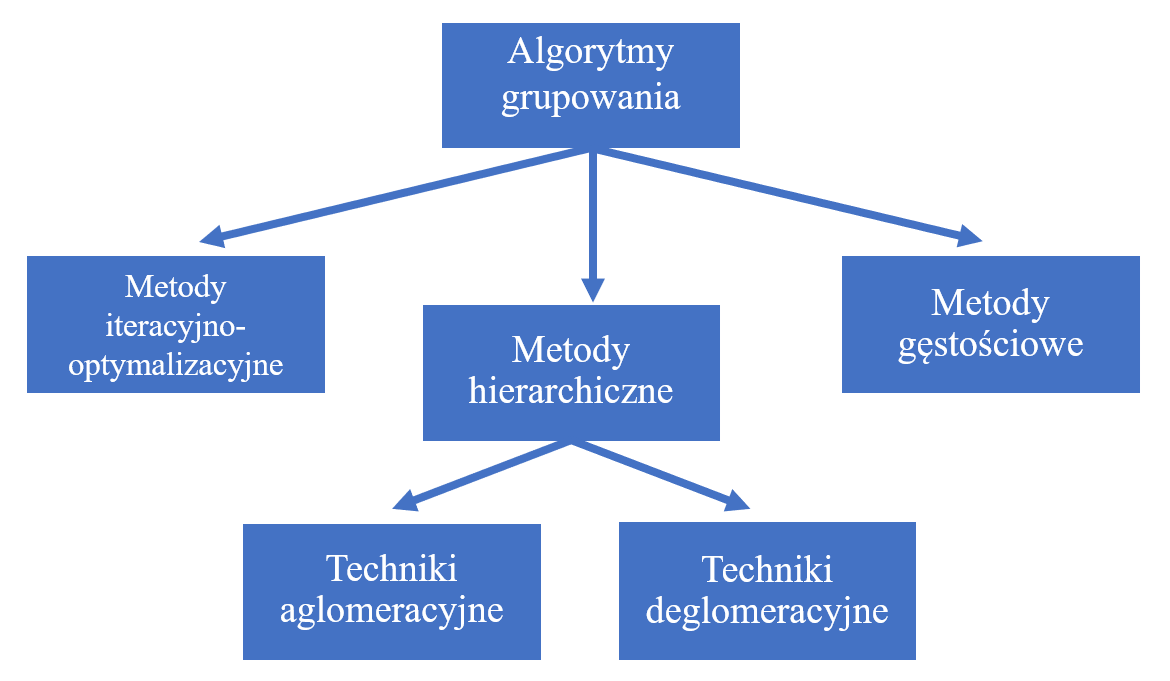 Algorytmy
grupowania
Metody
iteracyjno-
optymalizacyjne
Metody
hierarchiczne
Metody
gęstościowe
Techniki
aglomeracyjne
Techniki
deglomeracyjne